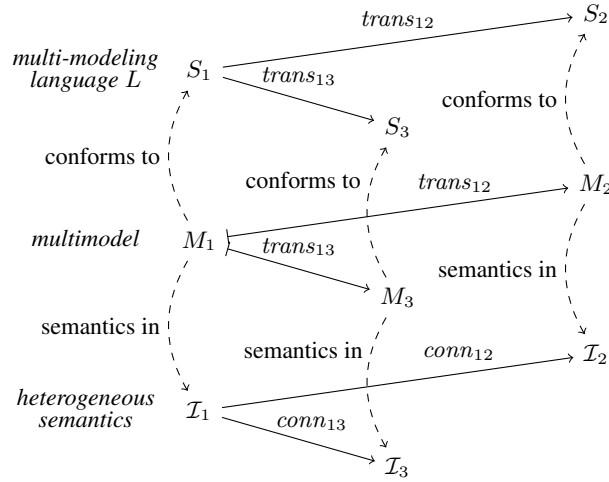 trans₁₂
S₂
multi-modeling
language L
S₁
trans₁₃
S₃
conforms to
conforms to
conforms to
trans₁₂
M₂
multimodel
M₁
trans₁₃
M₃
semantics in
semantics in
semantics in
conn₁₂
ℐ₂
heterogeneous
semantics
ℐ₁
conn₁₃
ℐ₃